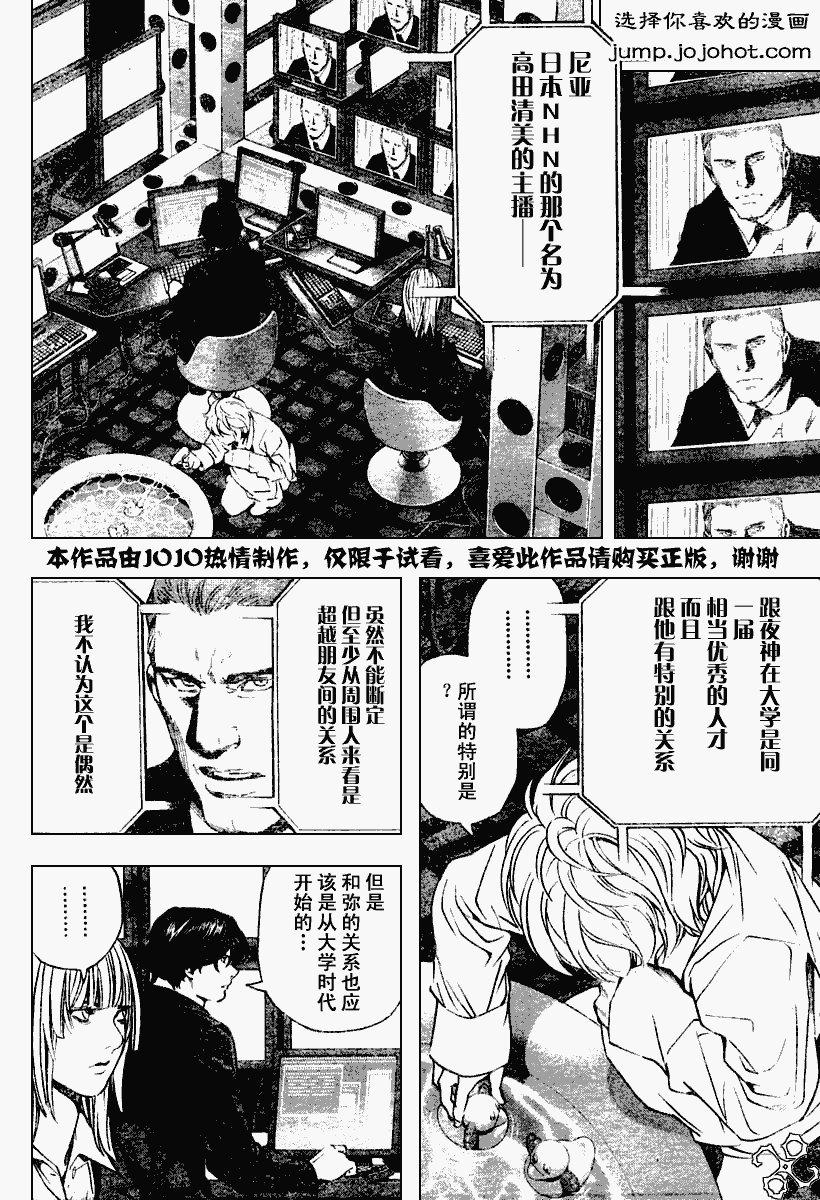 选择你喜欢的漫画
jump.jojohot.com
尼亚
日本NHN的那个名为
高田清美的主播——
本作品由JOJO热情制作，仅限于试看，喜爱此作品请购买正版，谢谢
跟夜神在大学是同
一届
相当优秀的人才
而且
跟他有特别的关系
………
………
所谓的特别是
？
虽然不能断定
但至少从周围人来看是
超越朋友间的关系
我不认为这个是偶然
但是
和弥的关系也应
该是从大学时代
开始的…
………
………